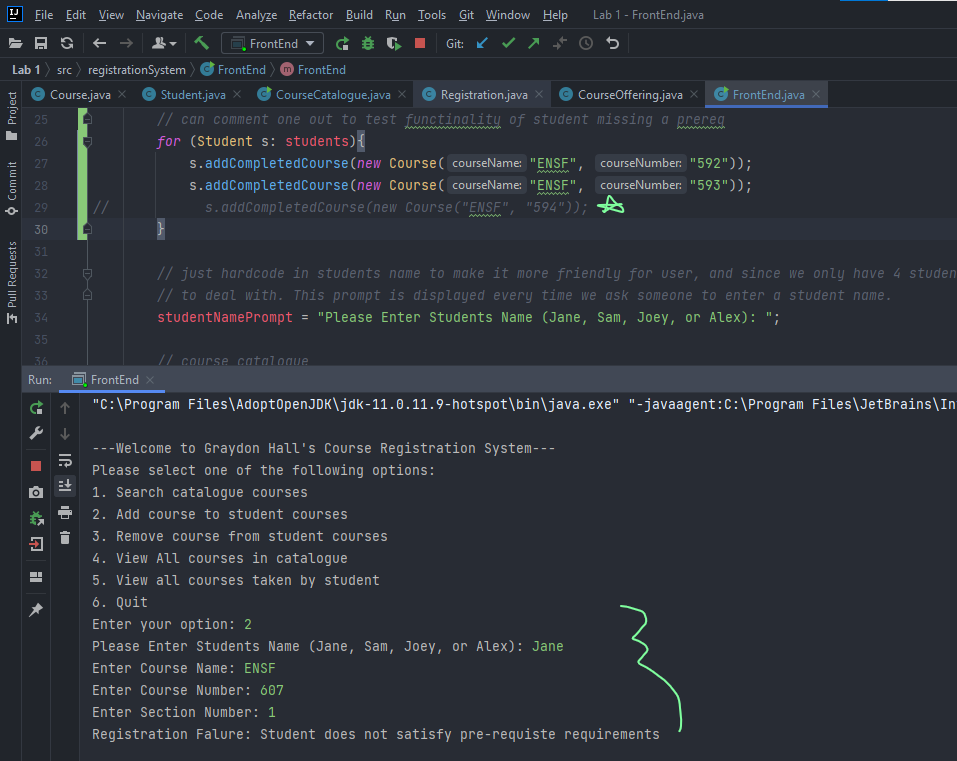 File Edit View Navigate Code Analyze Refactor Build Run Tools Git Window Help Lab 1 - FrontEnd.java
FrontEnd Git:
Lab 1 src registrationSystem FrontEnd FrontEnd
Course.java Student.java CourseCatalogue.java Registration.java CourseOffering.java FrontEnd.java
Project
Commit
Pull Requests
25 // can comment one out to test functinality of student missing a prereq
26 for (Student s: students){
27 s.addCompletedCourse(new Course( courseName: "ENSF", courseNumber: "592"));
28 s.addCompletedCourse(new Course( courseName: "ENSF", courseNumber: "593"));
29 // s.addCompletedCourse(new Course("ENSF", "594"));
30 }
31
32 // just hardcode in students name to make it more friendly for user, and since we only have 4 studen
33 // to deal with. This prompt is displayed every time we ask someone to enter a student name.
34 studentNamePrompt = "Please Enter Students Name (Jane, Sam, Joey, or Alex): ";
35
36 // course catalogue
Run: FrontEnd
"C:\Program Files\AdoptOpenJDK\jdk-11.0.11.9-hotspot\bin\java.exe" "-javaagent:C:\Program Files\JetBrains\In
---Welcome to Graydon Hall's Course Registration System---
Please select one of the following options:
1. Search catalogue courses
2. Add course to student courses
3. Remove course from student courses
4. View All courses in catalogue
5. View all courses taken by student
6. Quit
Enter your option: 2
Please Enter Students Name (Jane, Sam, Joey, or Alex): Jane
Enter Course Name: ENSF
Enter Course Number: 607
Enter Section Number: 1
Registration Falure: Student does not satisfy pre-requiste requirements